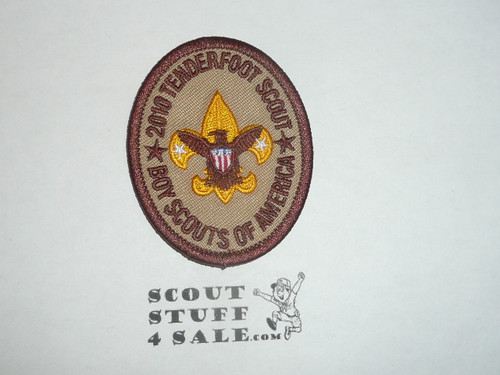 2010 TENDERFOOT SCOUT
BOY SCOUTS OF AMERICA
SCOUT
STUFF
4 SALE.COM